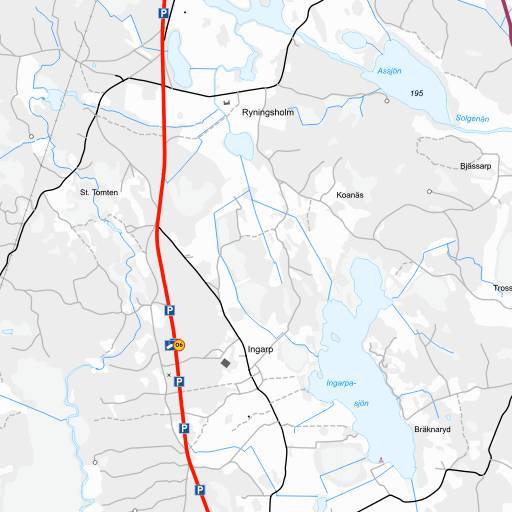 P
Assjön
195
Ryningsholm
Solgenån
Bjässarp
St. Tomten
Koanäs
Tross
P
06
Ingarp
P
Ingarpa-
sjön
P
Bräknaryd
P